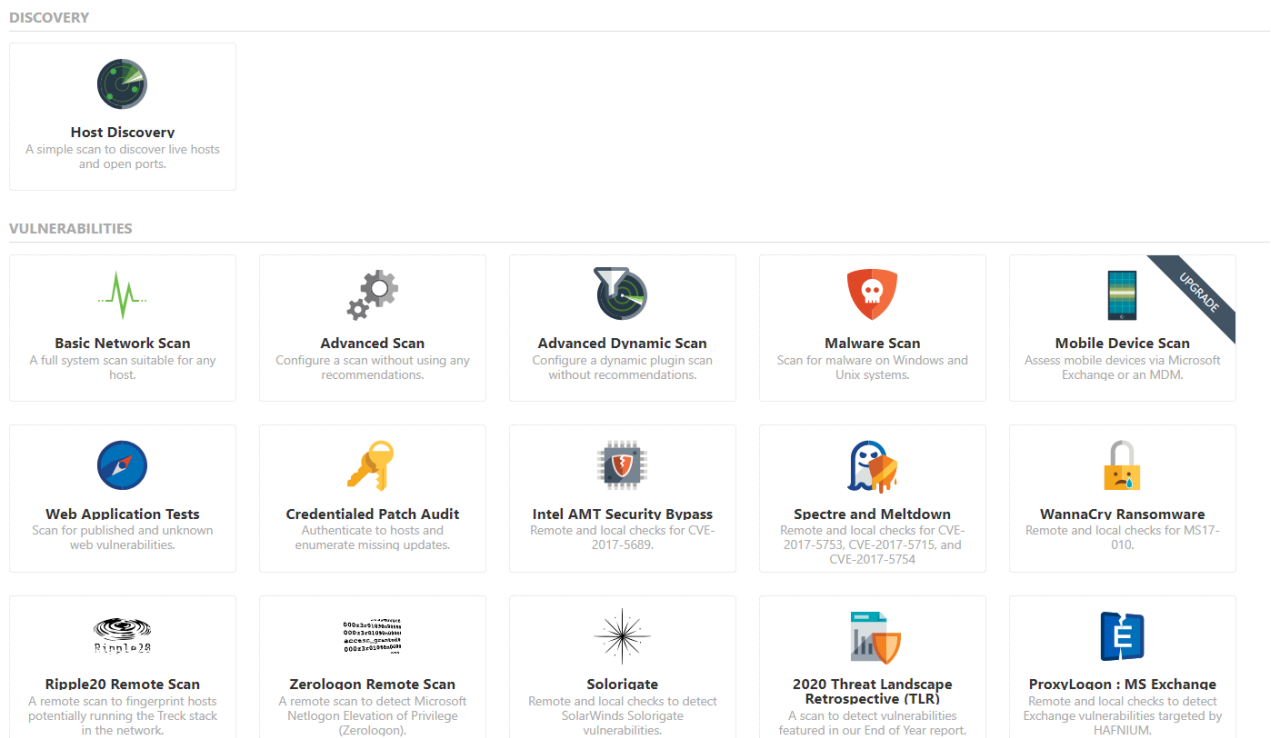 DISCOVERY
Host Discovery
A simple scan to discover live hosts
and open ports.
VULNERABILITIES
Basic Network Scan
A full system scan suitable for any
host.
Advanced Scan
Configure a scan without using any
recommendations.
Advanced Dynamic Scan
Configure a dynamic plugin scan
without recommendations.
Malware Scan
Scan for malware on Windows and
Unix systems.
UPGRADE
Mobile Device Scan
Assess mobile devices via Microsoft
Exchange or an MDM.
Web Application Tests
Scan for published and unknown
web vulnerabilities.
Credentialed Patch Audit
Authenticate to hosts and
enumerate missing updates.
Intel AMT Security Bypass
Remote and local checks for CVE-
2017-5689.
Spectre and Meltdown
Remote and local checks for CVE-
2017-5753, CVE-2017-5715, and
CVE-2017-5754
WannaCry Ransomware
Remote and local checks for MS17-
010.
Ripple20
Ripple20 Remote Scan
A remote scan to fingerprint hosts
potentially running the Treck stack
in the network.
Zerologon Remote Scan
A remote scan to detect Microsoft
Netlogon Elevation of Privilege
(Zerologon).
Solorigate
Remote and local checks to detect
SolarWinds Solorigate
vulnerabilities.
2020 Threat Landscape
Retrospective (TLR)
A scan to detect vulnerabilities
featured in our End of Year report.
E
ProxyLogon : MS Exchange
Remote and local checks to detect
Exchange vulnerabilities targeted by
HAFNIUM.